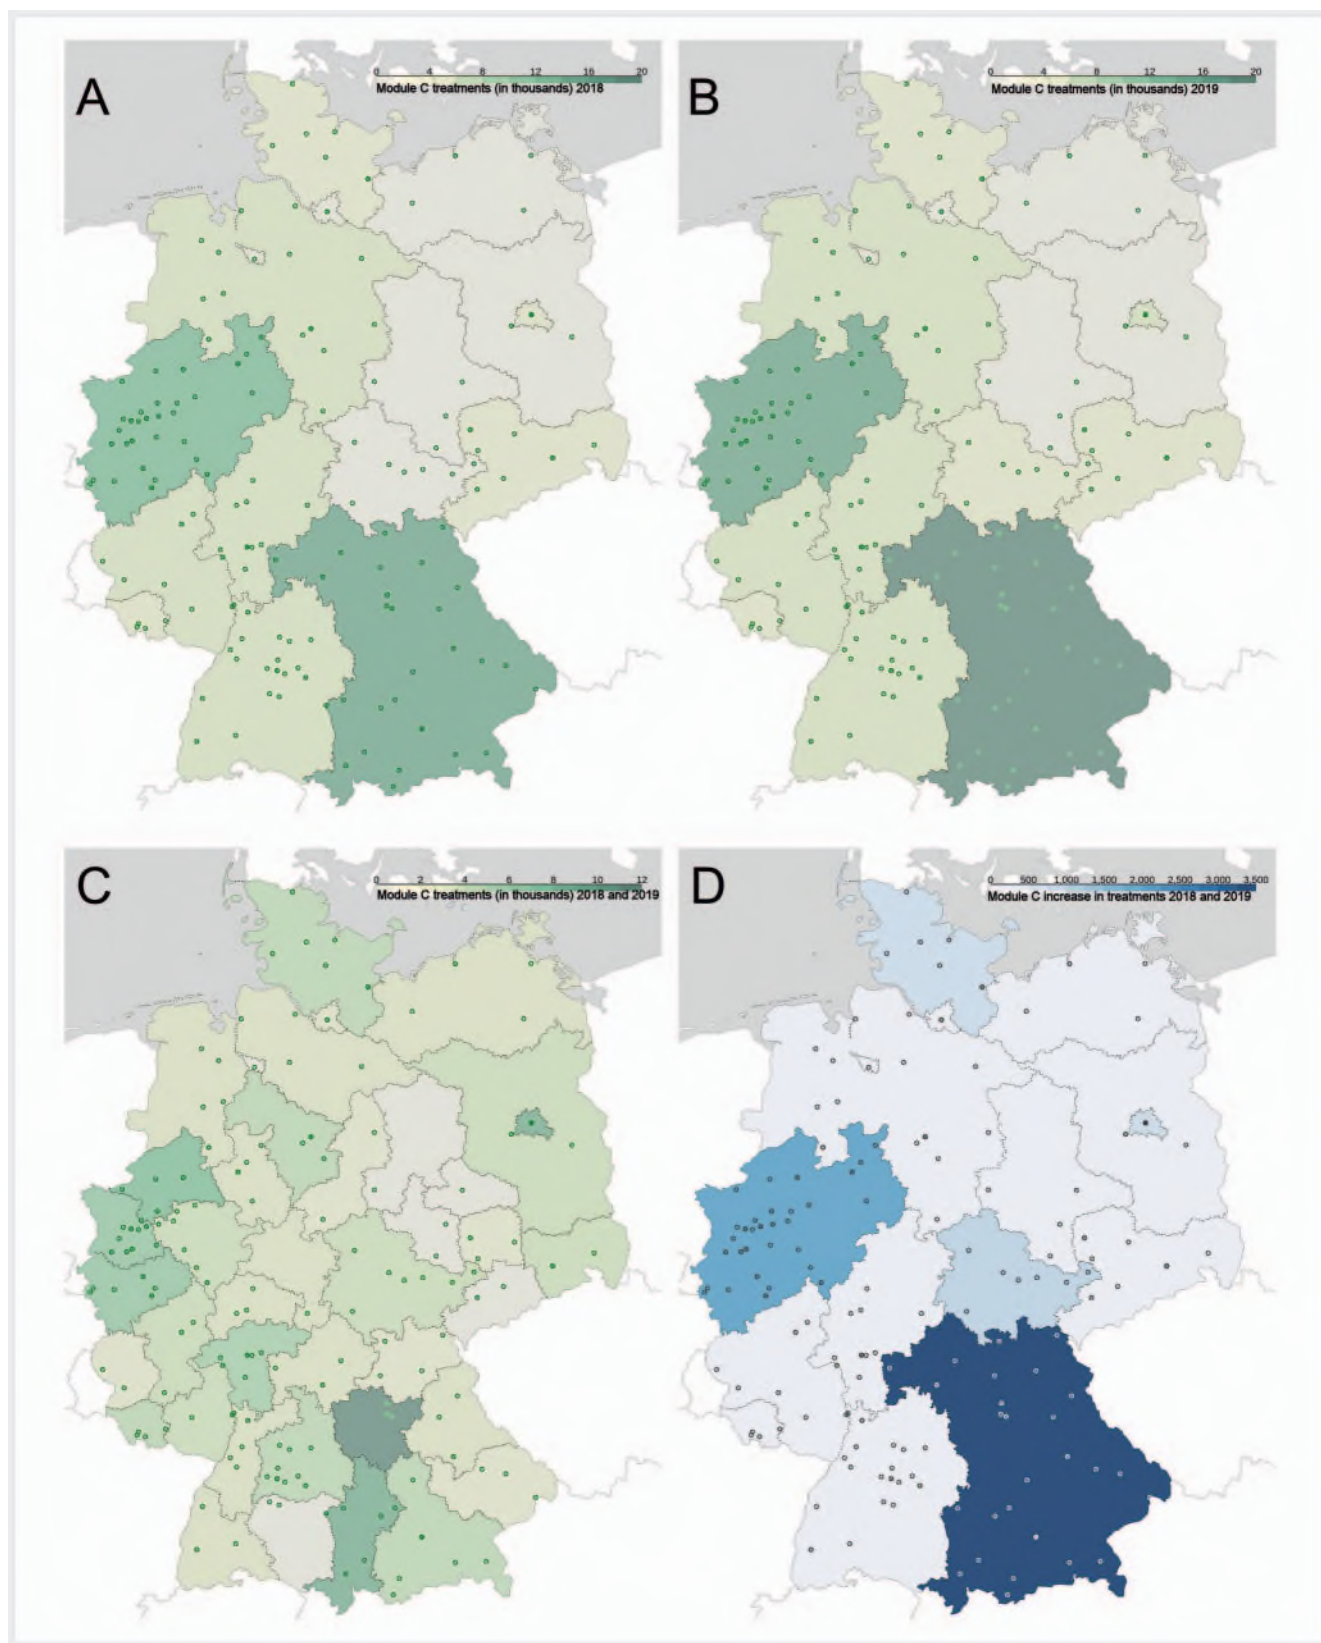 A
0 4 8 12 16 20
Module C treatments (in thousands) 2018
B
0 4 8 12 16 20
Module C treatments (in thousands) 2019
C
0 2 4 6 8 10 12
Module C treatments (in thousands) 2018 and 2019
D
0 500 1,000 1,500 2,000 2,500 3,000 3,500
Module C increase in treatments 2018 and 2019